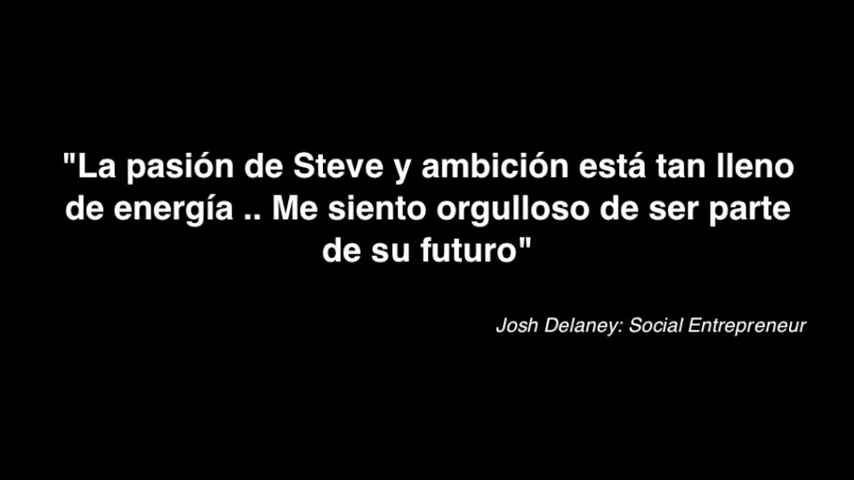 "La pasión de Steve y ambición está tan lleno
de energía .. Me siento orgulloso de ser parte
de su futuro"
Josh Delaney: Social Entrepreneur